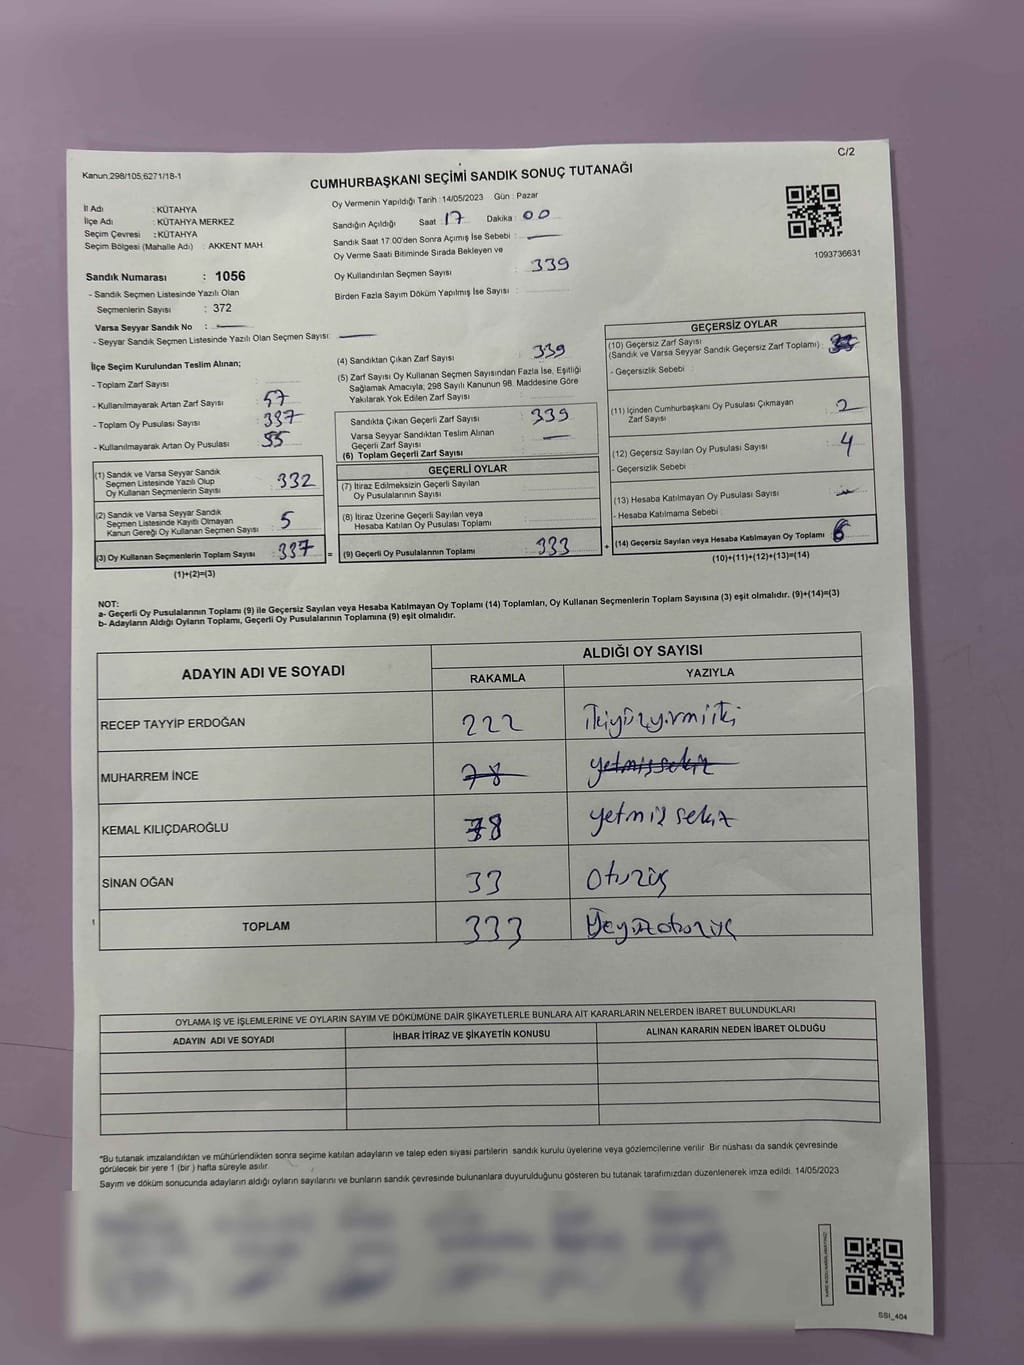 C/2
Kanun 298/105,6271/18-1
CUMHURBAŞKANI SEÇİMİ SANDIK SONUÇ TUTANAĞI
İl Adı : KÜTAHYA
İlçe Adı : KÜTAHYA MERKEZ
Seçim Çevresi : KÜTAHYA
Seçim Bölgesi (Mahalle Adı) : AKKENT MAH.
Sandık Numarası : 1056
- Sandık Seçmen Listesinde Yazılı Olan
Seçmenlerin Sayısı : 372
Varsa Seyyar Sandık No :
- Seyyar Sandık Seçmen Listesinde Yazılı Olan Seçmen Sayısı:
Oy Vermenin Yapıldığı Tarih : 14/05/2023 Gün : Pazar
Sandığın Açıldığı Saat : 17 Dakika : 00
Sandık Saat 17.00'den Sonra Açımış İse Sebebi :
Oy Verme Saati Bitiminde Sırada Bekleyen ve
Oy Kullandırılan Seçmen Sayısı : 339
Birden Fazla Sayım Döküm Yapılmış İse Sayısı :
1093736631
İlçe Seçim Kurulundan Teslim Alınan;
- Toplam Zarf Sayısı :
- Kullanılmayarak Artan Zarf Sayısı : 57
- Toplam Oy Pusulası Sayısı : 387
- Kullanılmayarak Artan Oy Pusulası : 55
(1) Sandık ve Varsa Seyyar Sandık
Seçmen Listesinde Yazılı Olup
Oy Kullanan Seçmenlerin Sayısı : 332
(2) Sandık ve Varsa Seyyar Sandık
Seçmen Listesinde Kayıtlı Olmayan
Kanun Gereği Oy Kullanan Seçmen Sayısı : 5
(3) Oy Kullanan Seçmenlerin Toplam Sayısı : 337
(1)+(2)=(3)
(4) Sandıktan Çıkan Zarf Sayısı : 339
(5) Zarf Sayısı Oy Kullanan Seçmen Sayısından Fazla İse, Eşitliği
Sağlamak Amacıyla; 298 Sayılı Kanunun 98. Maddesine Göre
Yakılarak Yok Edilen Zarf Sayısı :
Sandıkta Çıkan Geçerli Zarf Sayısı : 339
Varsa Seyyar Sandıktan Teslim Alınan
Geçerli Zarf Sayısı :
(6) Toplam Geçerli Zarf Sayısı :
GEÇERLİ OYLAR
(7) İtiraz Edilmeksizin Geçerli Sayılan
Oy Pusulalarının Sayısı :
(8) İtiraz Üzerine Geçerli Sayılan veya
Hesaba Katılan Oy Pusulası Toplamı :
= (9) Geçerli Oy Pusulalarının Toplamı : 333
GEÇERSİZ OYLAR
(10) Geçersiz Zarf Sayısı
(Sandık ve Varsa Seyyar Sandık Geçersiz Zarf Toplamı) :
- Geçersizlik Sebebi :
(11) İçinden Cumhurbaşkanı Oy Pusulası Çıkmayan
Zarf Sayısı : 2
(12) Geçersiz Sayılan Oy Pusulası Sayısı : 4
- Geçersizlik Sebebi :
(13) Hesaba Katılmayan Oy Pusulası Sayısı :
- Hesaba Katılmama Sebebi :
+ (14) Geçersiz Sayılan veya Hesaba Katılmayan Oy Toplamı : 6
(10)+(11)+(12)+(13)=(14)
NOT:
a- Geçerli Oy Pusulalarının Toplamı (9) ile Geçersiz Sayılan veya Hesaba Katılmayan Oy Toplamı (14) Toplamları, Oy Kullanan Seçmenlerin Toplam Sayısına (3) eşit olmalıdır. (9)+(14)=(3)
b- Adayların Aldığı Oyların Toplamı, Geçerli Oy Pusulalarının Toplamına (9) eşit olmalıdır.
ADAYIN ADI VE SOYADI ALDIĞI OY SAYISI
RAKAMLA YAZIYLA
RECEP TAYYİP ERDOĞAN 222 ikiyüzyirmiiki
MUHARREM İNCE 78 yetmişsekiz
KEMAL KILIÇDAROĞLU 78 yetmiş sekiz
SİNAN OĞAN 33 Otuzüç
TOPLAM 333 Üçyüzotuzüç
OYLAMA İŞ VE İŞLEMLERİNE VE OYLARIN SAYIM VE DÖKÜMÜNE DAİR ŞİKAYETLERLE BUNLARA AİT KARARLARIN NELERDEN İBARET BULUNDUKLARI
ADAYIN ADI VE SOYADI İHBAR İTİRAZ VE ŞİKAYETİN KONUSU ALINAN KARARIN NEDEN İBARET OLDUĞU
*Bu tutanak imzalandıktan ve mühürlendikten sonra seçime katılan adayların ve talep eden siyasi partilerin sandık kurulu üyelerine veya gözlemcilerine verilir. Bir nüshası da sandık çevresinde
görülecek bir yere 1 (bir ) hafta süreyle asılır.
Sayım ve döküm sonucunda adayların aldığı oyların sayılarını ve bunların sandık çevresinde bulunanlara duyurulduğunu gösteren bu tutanak tarafımızdan düzenlenerek imza edildi. 14/05/2023
SSI_404